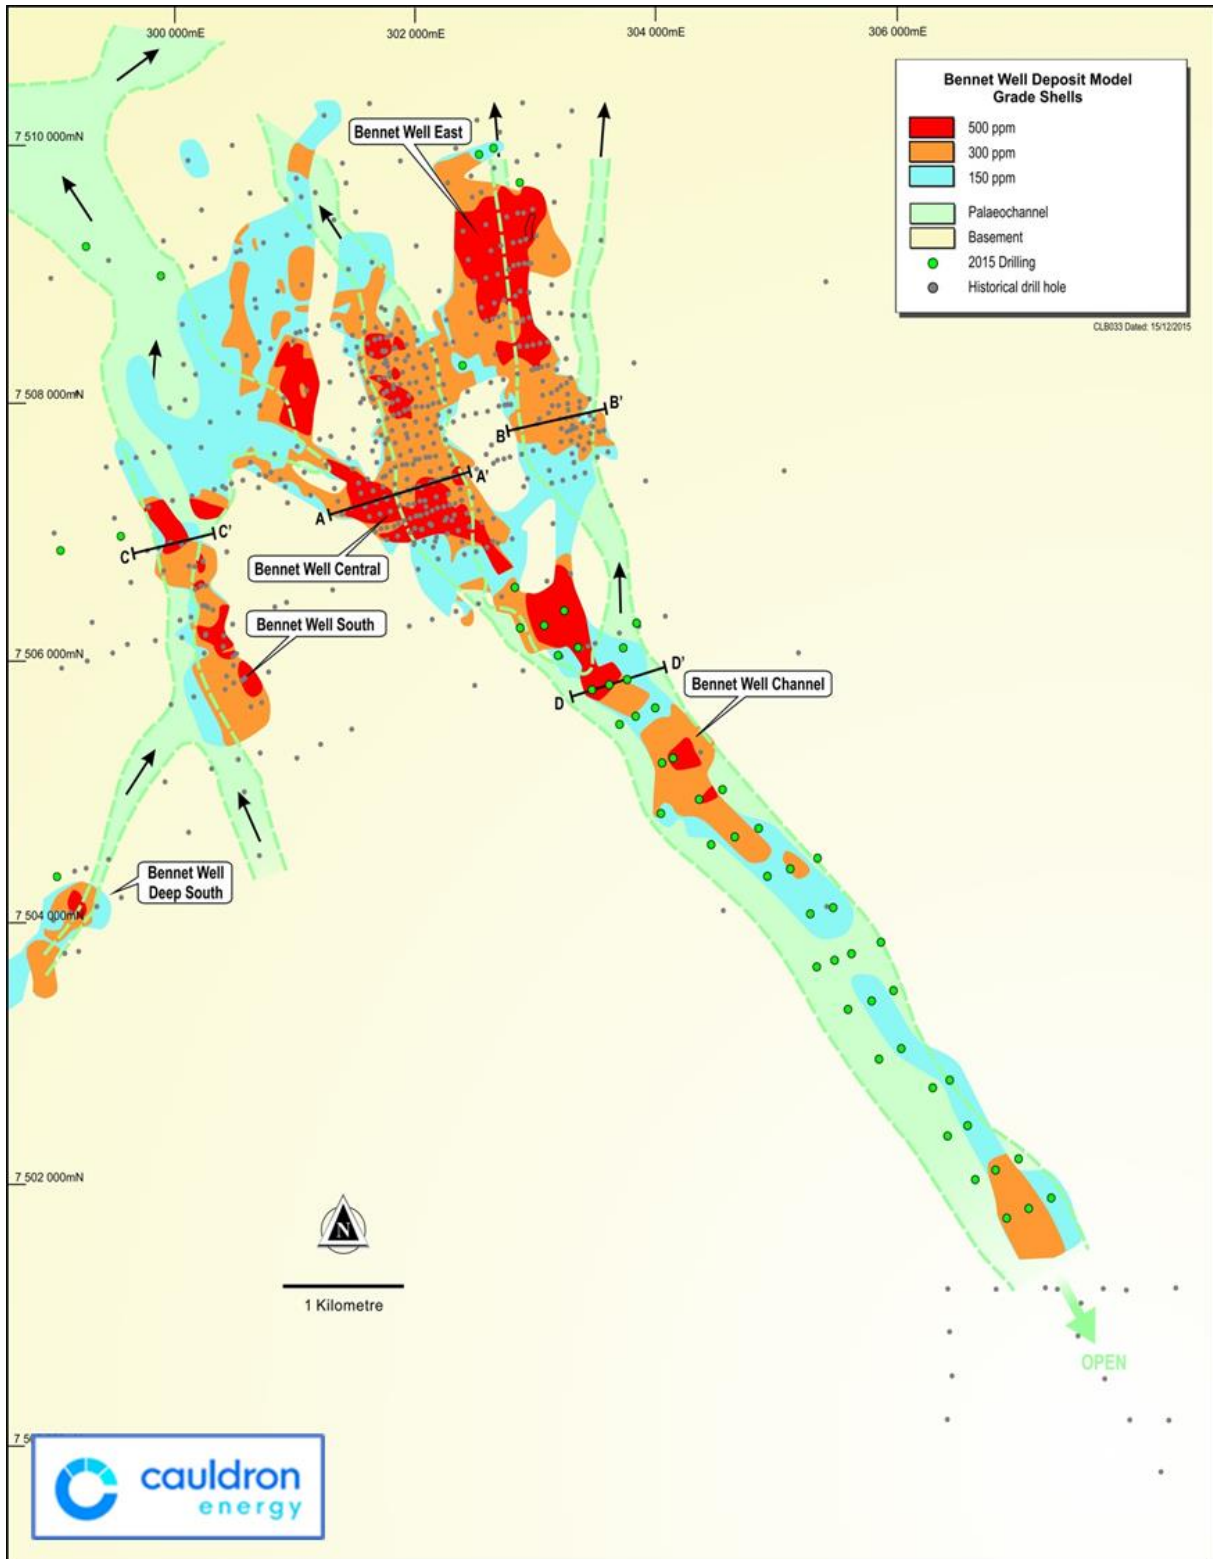 300 000mE
302 000mE
304 000mE
306 000mE
Bennet Well Deposit Model
Grade Shells
500 ppm
300 ppm
150 ppm
Palaeochannel
Basement
2015 Drilling
Historical drill hole
CLB033 Dated: 15/12/2015
7 510 000mN
Bennet Well East
7 508 000mN
B'
B
A'
A
C'
C
Bennet Well Central
Bennet Well South
7 506 000mN
D'
D
Bennet Well Channel
Bennet Well
Deep South
7 504 000mN
7 502 000mN
N
1 Kilometre
OPEN
cauldron
energy